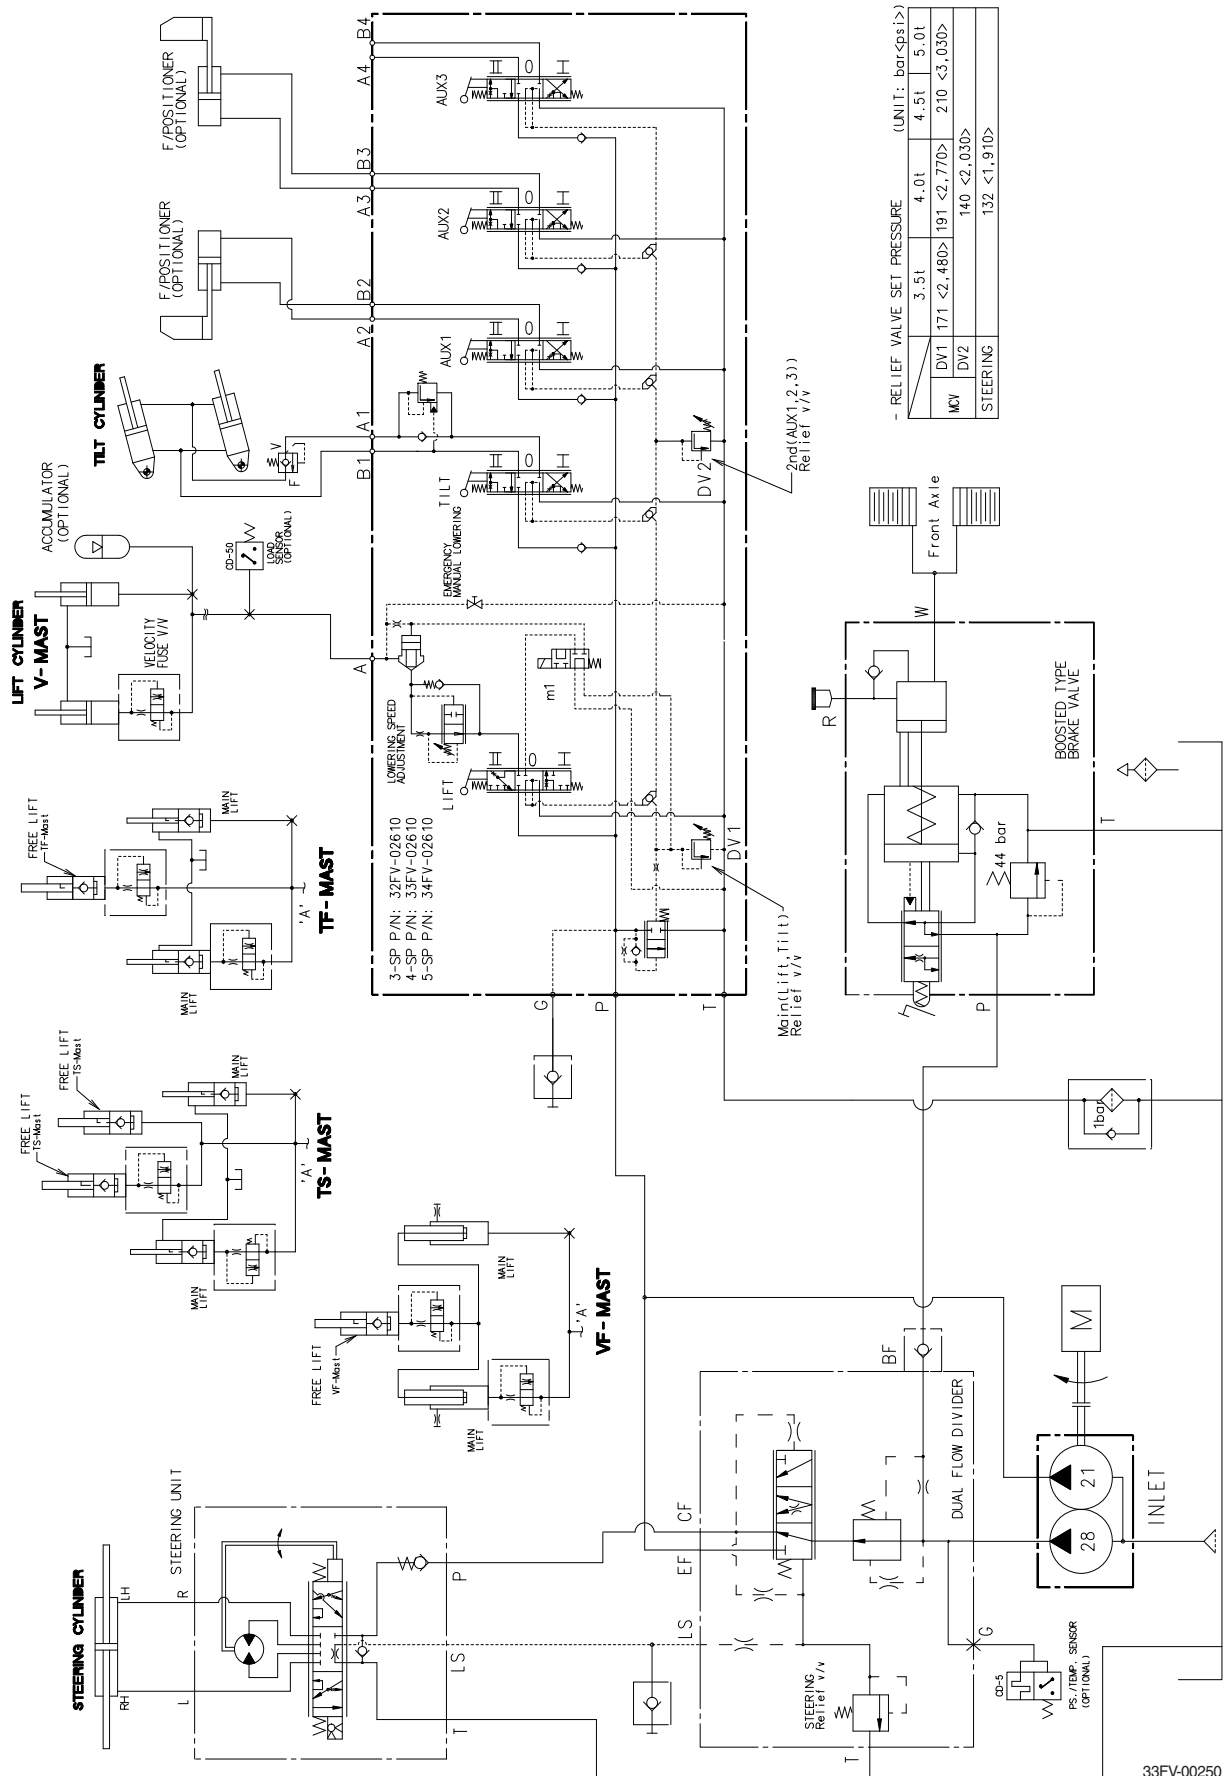 F/POSITIONER
(OPTIONAL)
F/POSITIONER
(OPTIONAL)
TILT CYLINDER
ACCUMULATOR
(OPTIONAL)
LIFT CYLINDER
V-MAST
VELOCITY
FUSE V/V
CD-50
LOAD
SENSOR
(OPTIONAL)
V
F
A4
B4
A3
B3
A2
B2
B1
A1
A
AUX3
II
O
I
AUX2
II
O
I
AUX1
II
O
I
TILT
II
O
I
EMERGENCY
MANUAL LOWERING
m1
LOWERING SPEED
ADJUSTMENT
LIFT
II
O
I
3-SP P/N: 32FV-02610
4-SP P/N: 33FV-02610
5-SP P/N: 34FV-02610
DV2
2nd(AUX1,2,3)
Relief v/v
DV1
Main(Lift,Tilt)
Relief v/v
G
P
T
- RELIEF VALVE SET PRESSURE (UNIT: bar<psi>)
3.5t 4.0t 4.5t 5.0t
MCV DV1 171 <2,480> 191 <2,770> 210 <3,030>
DV2 140 <2,030>
STEERING 132 <1,910>
Front Axle
W
R
BOOSTED TYPE
BRAKE VALVE
44 bar
P
T
1bar
FREE LIFT
TF-Mast
MAIN
LIFT
MAIN
LIFT
'A'
TF-MAST
FREE LIFT
TS-Mast
FREE LIFT
TS-Mast
MAIN
LIFT
MAIN
LIFT
'A'
TS-MAST
FREE LIFT
VF-Mast
MAIN
LIFT
MAIN
LIFT
'A'
VF-MAST
STEERING CYLINDER
RH
LH
L
R
STEERING UNIT
T
LS
P
LS
EF
CF
BF
DUAL FLOW DIVIDER
STEERING
Relief v/v
T
G
CD-5
PS./TEMP. SENSOR
(OPTIONAL)
28
21
M
INLET
33FV-00250